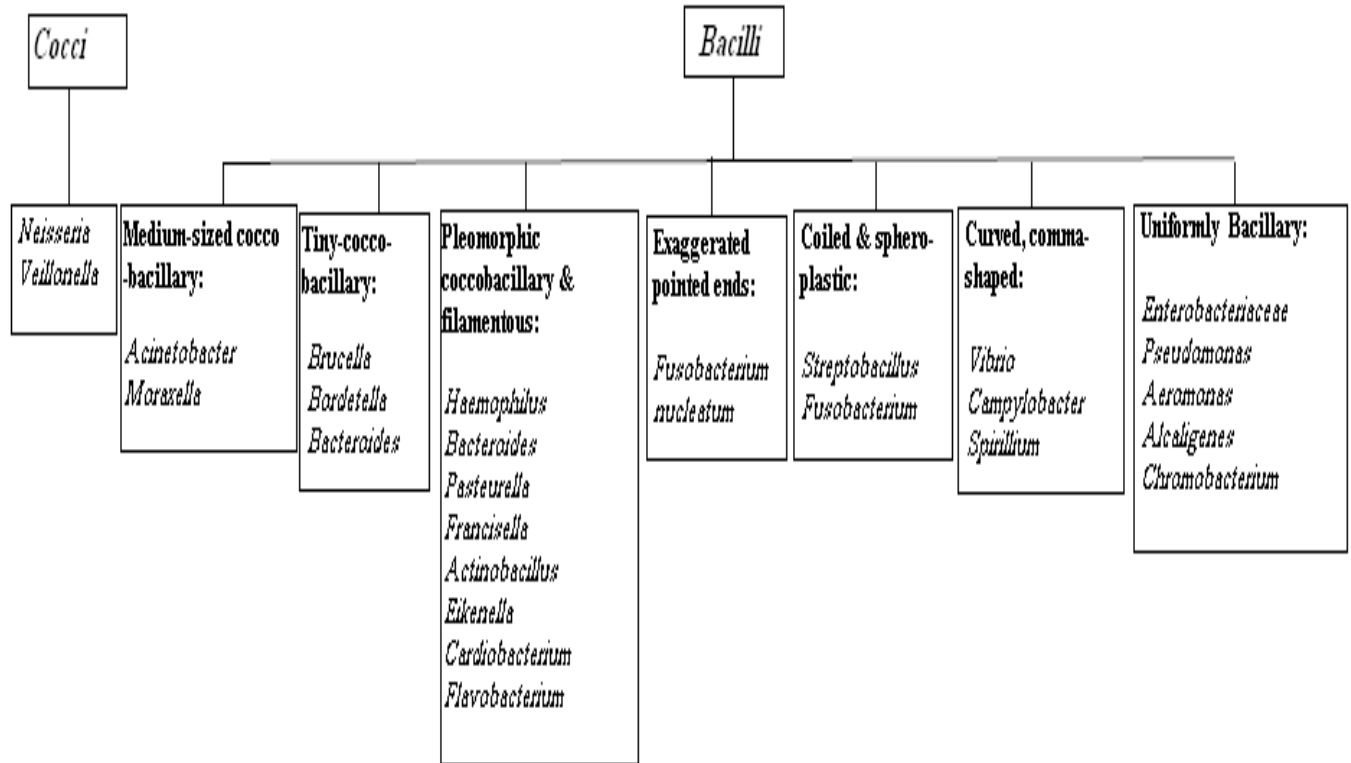 Cocci
Bacilli
Neisseria
Veillonella
Medium-sized cocco
-bacillary:
Acinetobacter
Moraxella
Tiny-cocco-
bacillary:
Brucella
Bordetella
Bacteroides
Pleomorphic
coccobacillary &
filamentous:
Haemophilus
Bacteroides
Pasteurella
Francisella
Actinobacillus
Eikenella
Cardiobacterium
Flavobacterium
Exaggerated
pointed ends:
Fusobacterium
nucleatum
Coiled & sphero-
plastic:
Streptobacillus
Fusobacterium
Curved, comma-
shaped:
Vibrio
Campylobacter
Spirillium
Uniformly Bacillary:
Enterobacteriaceae
Pseudomonas
Aeromonas
Alcaligenes
Chromobacterium